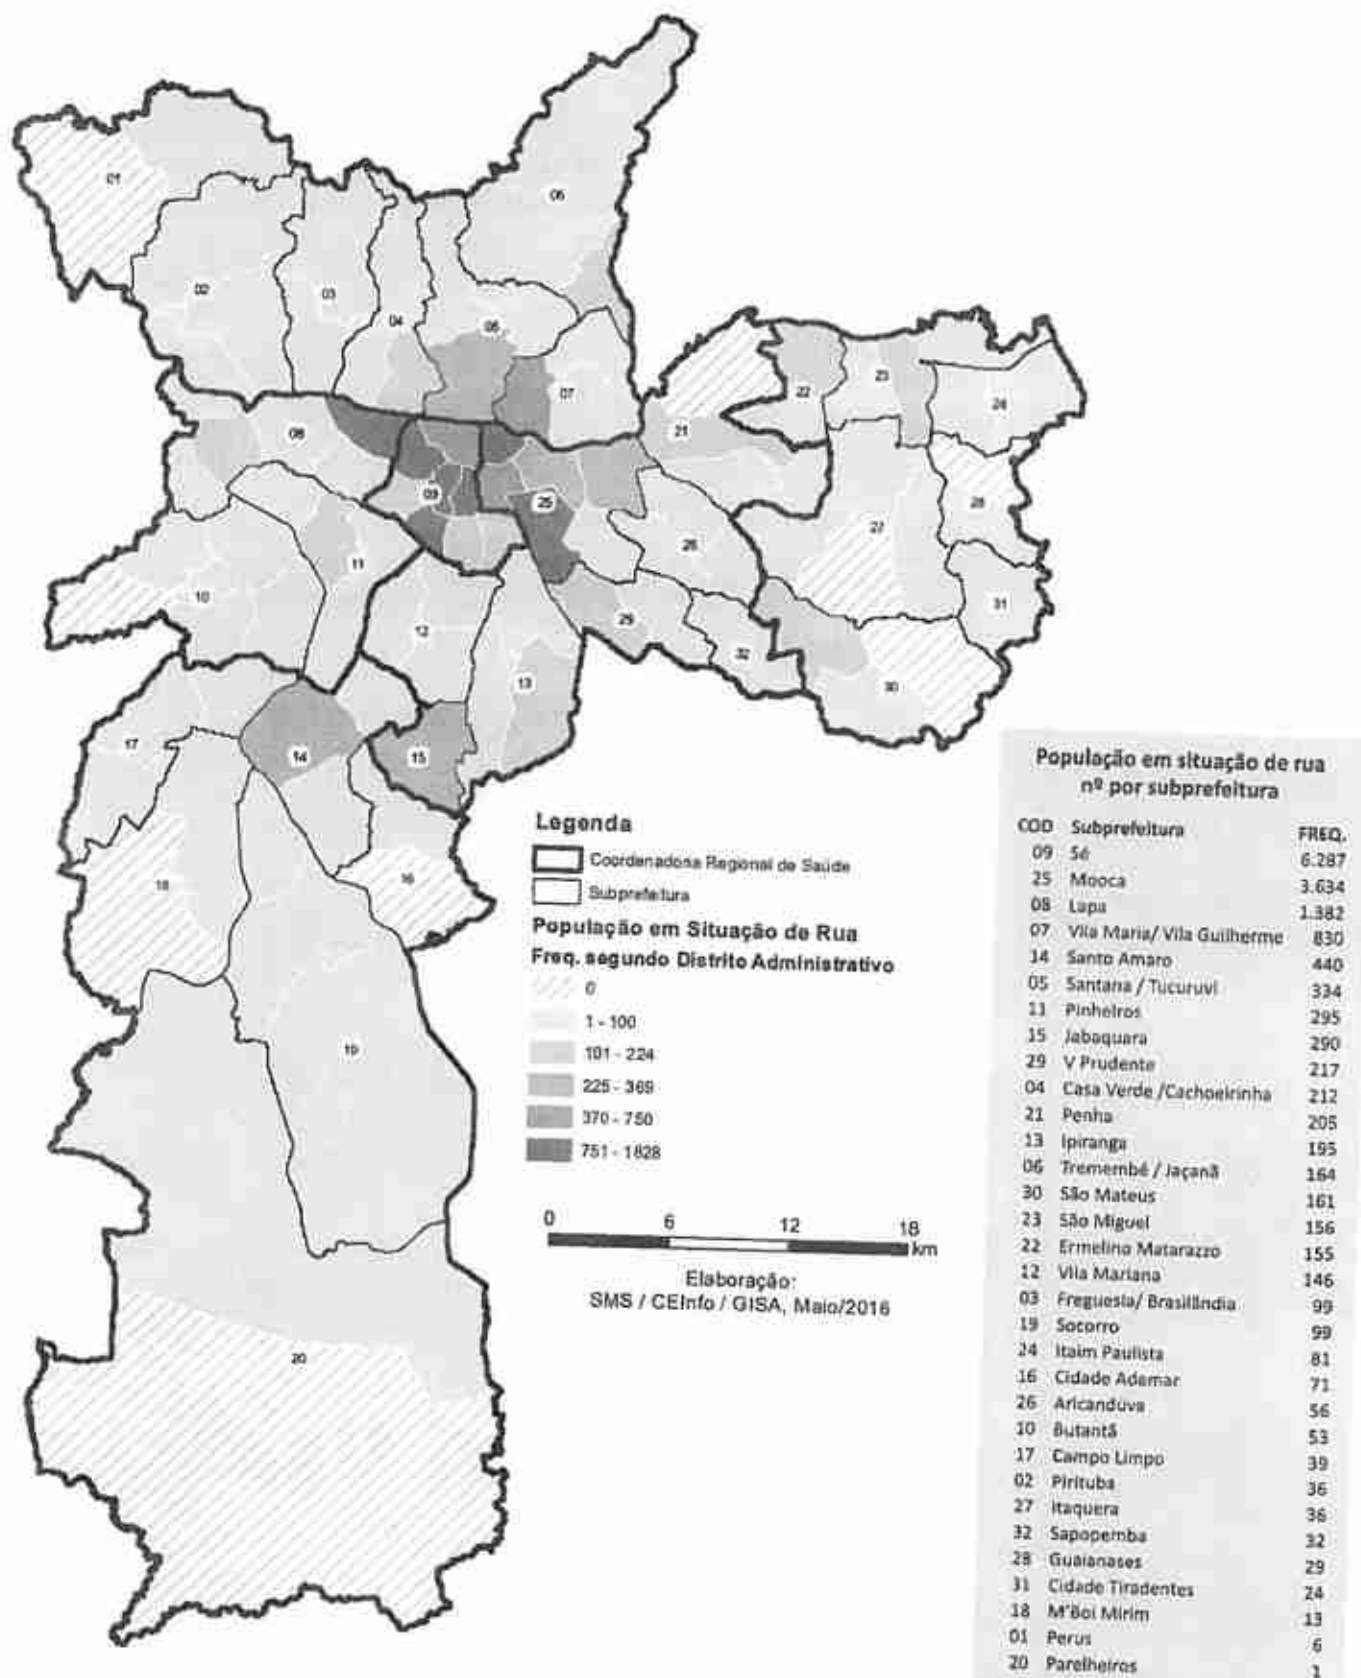 01
06
02
03
04
05
07
22
23
24
21
08
09
25
28
27
26
11
10
31
12
29
32
13
30
17
14
15
18
16
19
20
Legenda
Coordenadoria Regional de Saúde
Subprefeitura
População em Situação de Rua
Freq. segundo Distrito Administrativo
0
1 - 100
101 - 224
225 - 369
370 - 750
751 - 1828
0 6 12 18
km
Elaboração:
SMS / CEInfo / GISA, Maio/2016
População em situação de rua
nº por subprefeitura
COD Subprefeitura FREQ.
09 Sé 6.287
25 Mooca 3.634
08 Lapa 1.382
07 Vila Maria/ Vila Guilherme 830
14 Santo Amaro 440
05 Santana / Tucuruvi 334
11 Pinheiros 295
15 Jabaquara 290
29 V Prudente 217
04 Casa Verde /Cachoeirinha 212
21 Penha 205
13 Ipiranga 195
06 Tremembé / Jaçanã 164
30 São Mateus 161
23 São Miguel 156
22 Ermelino Matarazzo 155
12 Vila Mariana 146
03 Freguesia/ Brasilândia 99
19 Socorro 99
24 Itaim Paulista 81
16 Cidade Ademar 71
26 Aricanduva 56
10 Butantã 53
17 Campo Limpo 39
02 Pirituba 36
27 Itaquera 36
32 Sapopemba 32
28 Guaianases 29
31 Cidade Tiradentes 24
18 M'Boi Mirim 13
01 Perus 6
20 Parelheiros 1